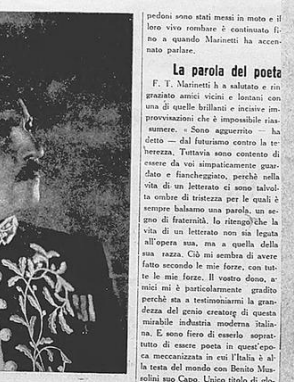 pedoni sono stati messi in moto e il
loro vivo rombare è continuato fi-
no a quando Marinetti ha accen-
nato parlare.
La parola del poeta
F. T. Marinetti h a salutato e rin
graziato amici vicini e lontani con
una di quelle brillanti e incisive im-
provvisazioni che è impossibile rias-
sumere. « Sono agguerrito — ha
detto — dal futurismo contro la te-
nerezza. Tuttavia sono contento di
essere da voi simpaticamente guar-
dato e fiancheggiato, perchè nella
vita di un letterato ci sono talvol-
ta ombre di tristezza per le quali è
sempre balsamo una parola, un se-
gno di fraternità. Io ritengo che la
vita di un letterato non sia legata
all'opera sua, ma a quella della
sua razza. Ciò mi sembra di avere
fatto secondo le mie forze, con tut-
te le mie forze. Il vostro dono, a-
mici mi è particolarmente gradito
perchè sta a testimoniarmi la gran-
dezza del genio creatore di questa
mirabile industria moderna italia-
na. E sono fiero di esserlo soprat-
tutto di essere poeta in quest'epo-
ca meccanizzata in cui l'Italia è al-
la testa del mondo con Benito Mus-
solini suo Capo. Unico titolo di glo-